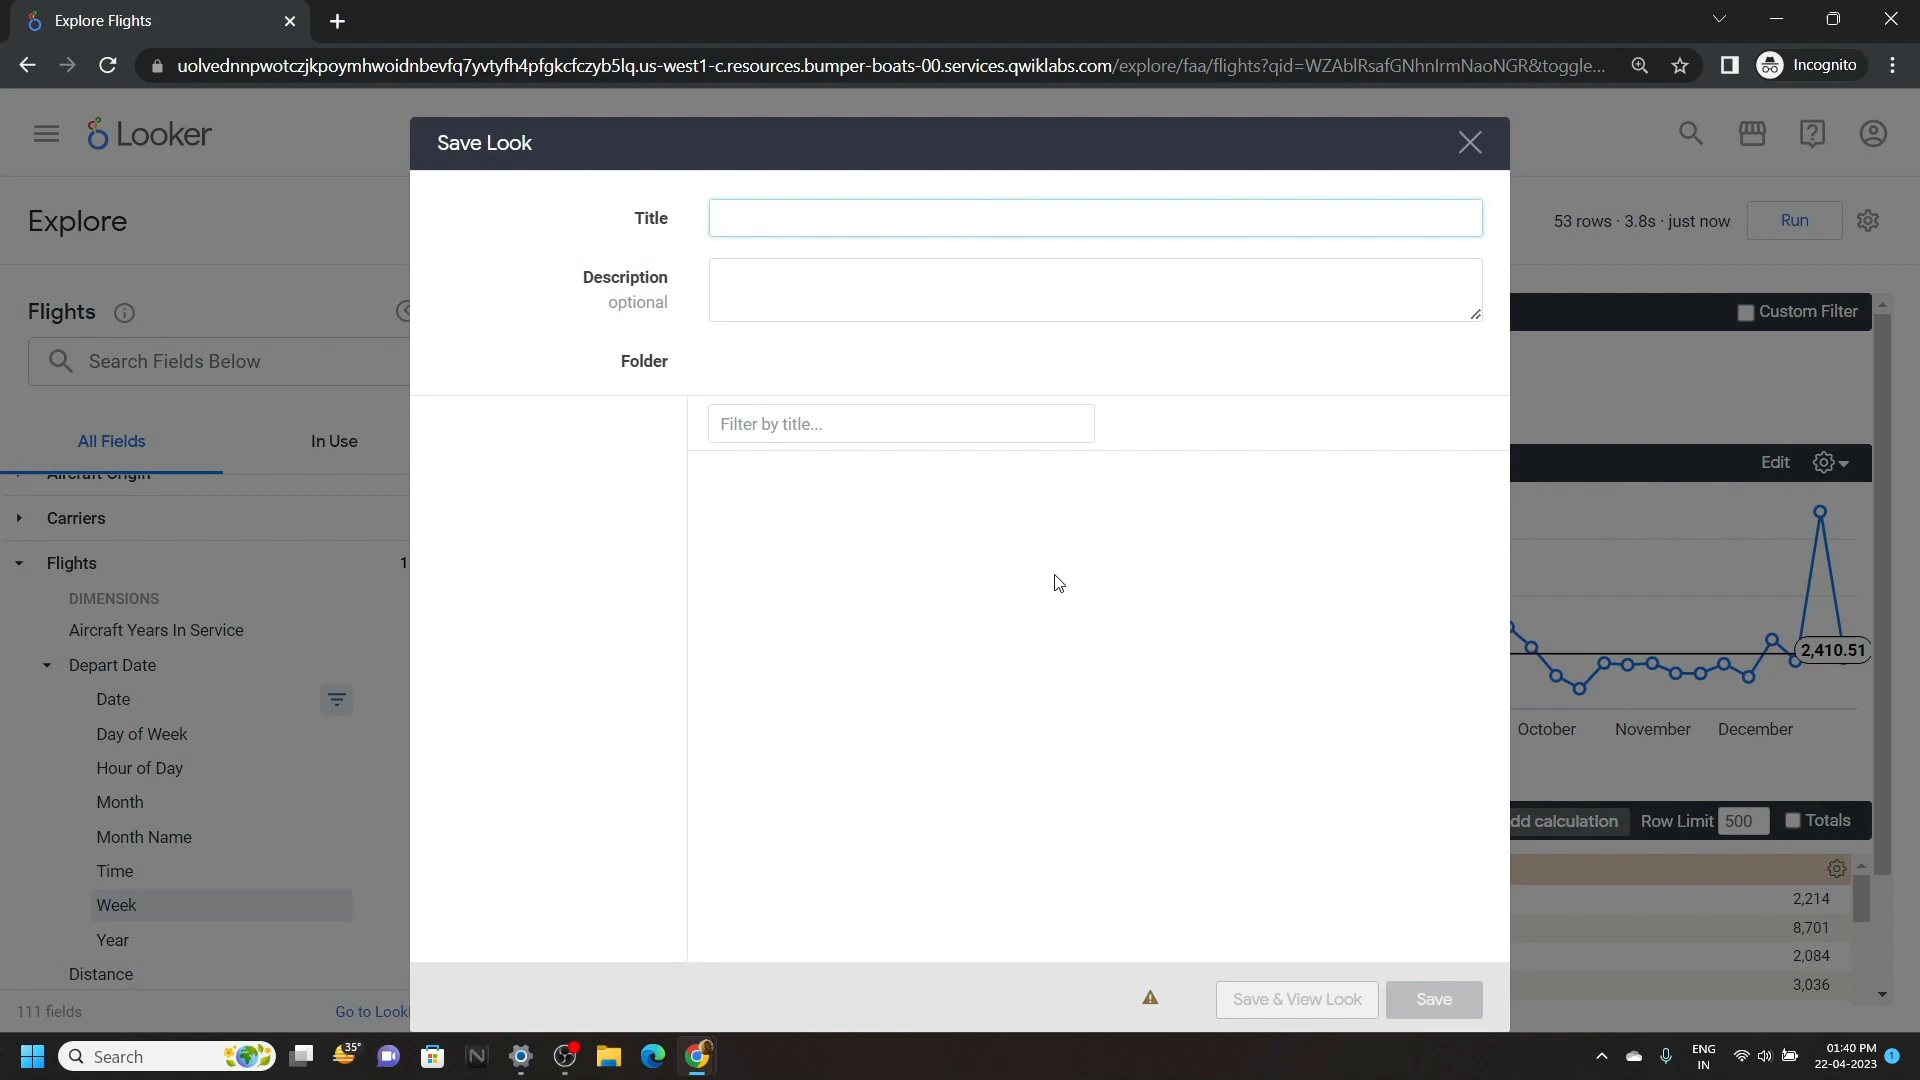 Explore Flights
uolvednnpwotczjkpoymhwoidnbevfq7yvtyfh4pfgkcfczyb5lq.us-west1-c.resources.bumper-boats-00.services.qwiklabs.com/explore/faa/flights?qid=WZAblRsafGNhnIrmNaoNGR&toggle...
Incognito
Looker
Save Look
Explore
Title
53 rows · 3.8s · just now
Run
Description
optional
Flights
Custom Filter
Search Fields Below
Folder
Filter by title...
All Fields
In Use
Edit
Aircraft Origin
Carriers
Flights 1
DIMENSIONS
Aircraft Years In Service
2,410.51
Depart Date
Date
Day of Week
October November December
Hour of Day
Month
dd calculation
Row Limit 500
Totals
Month Name
Time
Week
2,214
8,701
Year
2,084
Distance
3,036
111 fields
Go to Look
Save & View Look
Save
Search
35°
ENG
IN
01:40 PM
22-04-2023
1